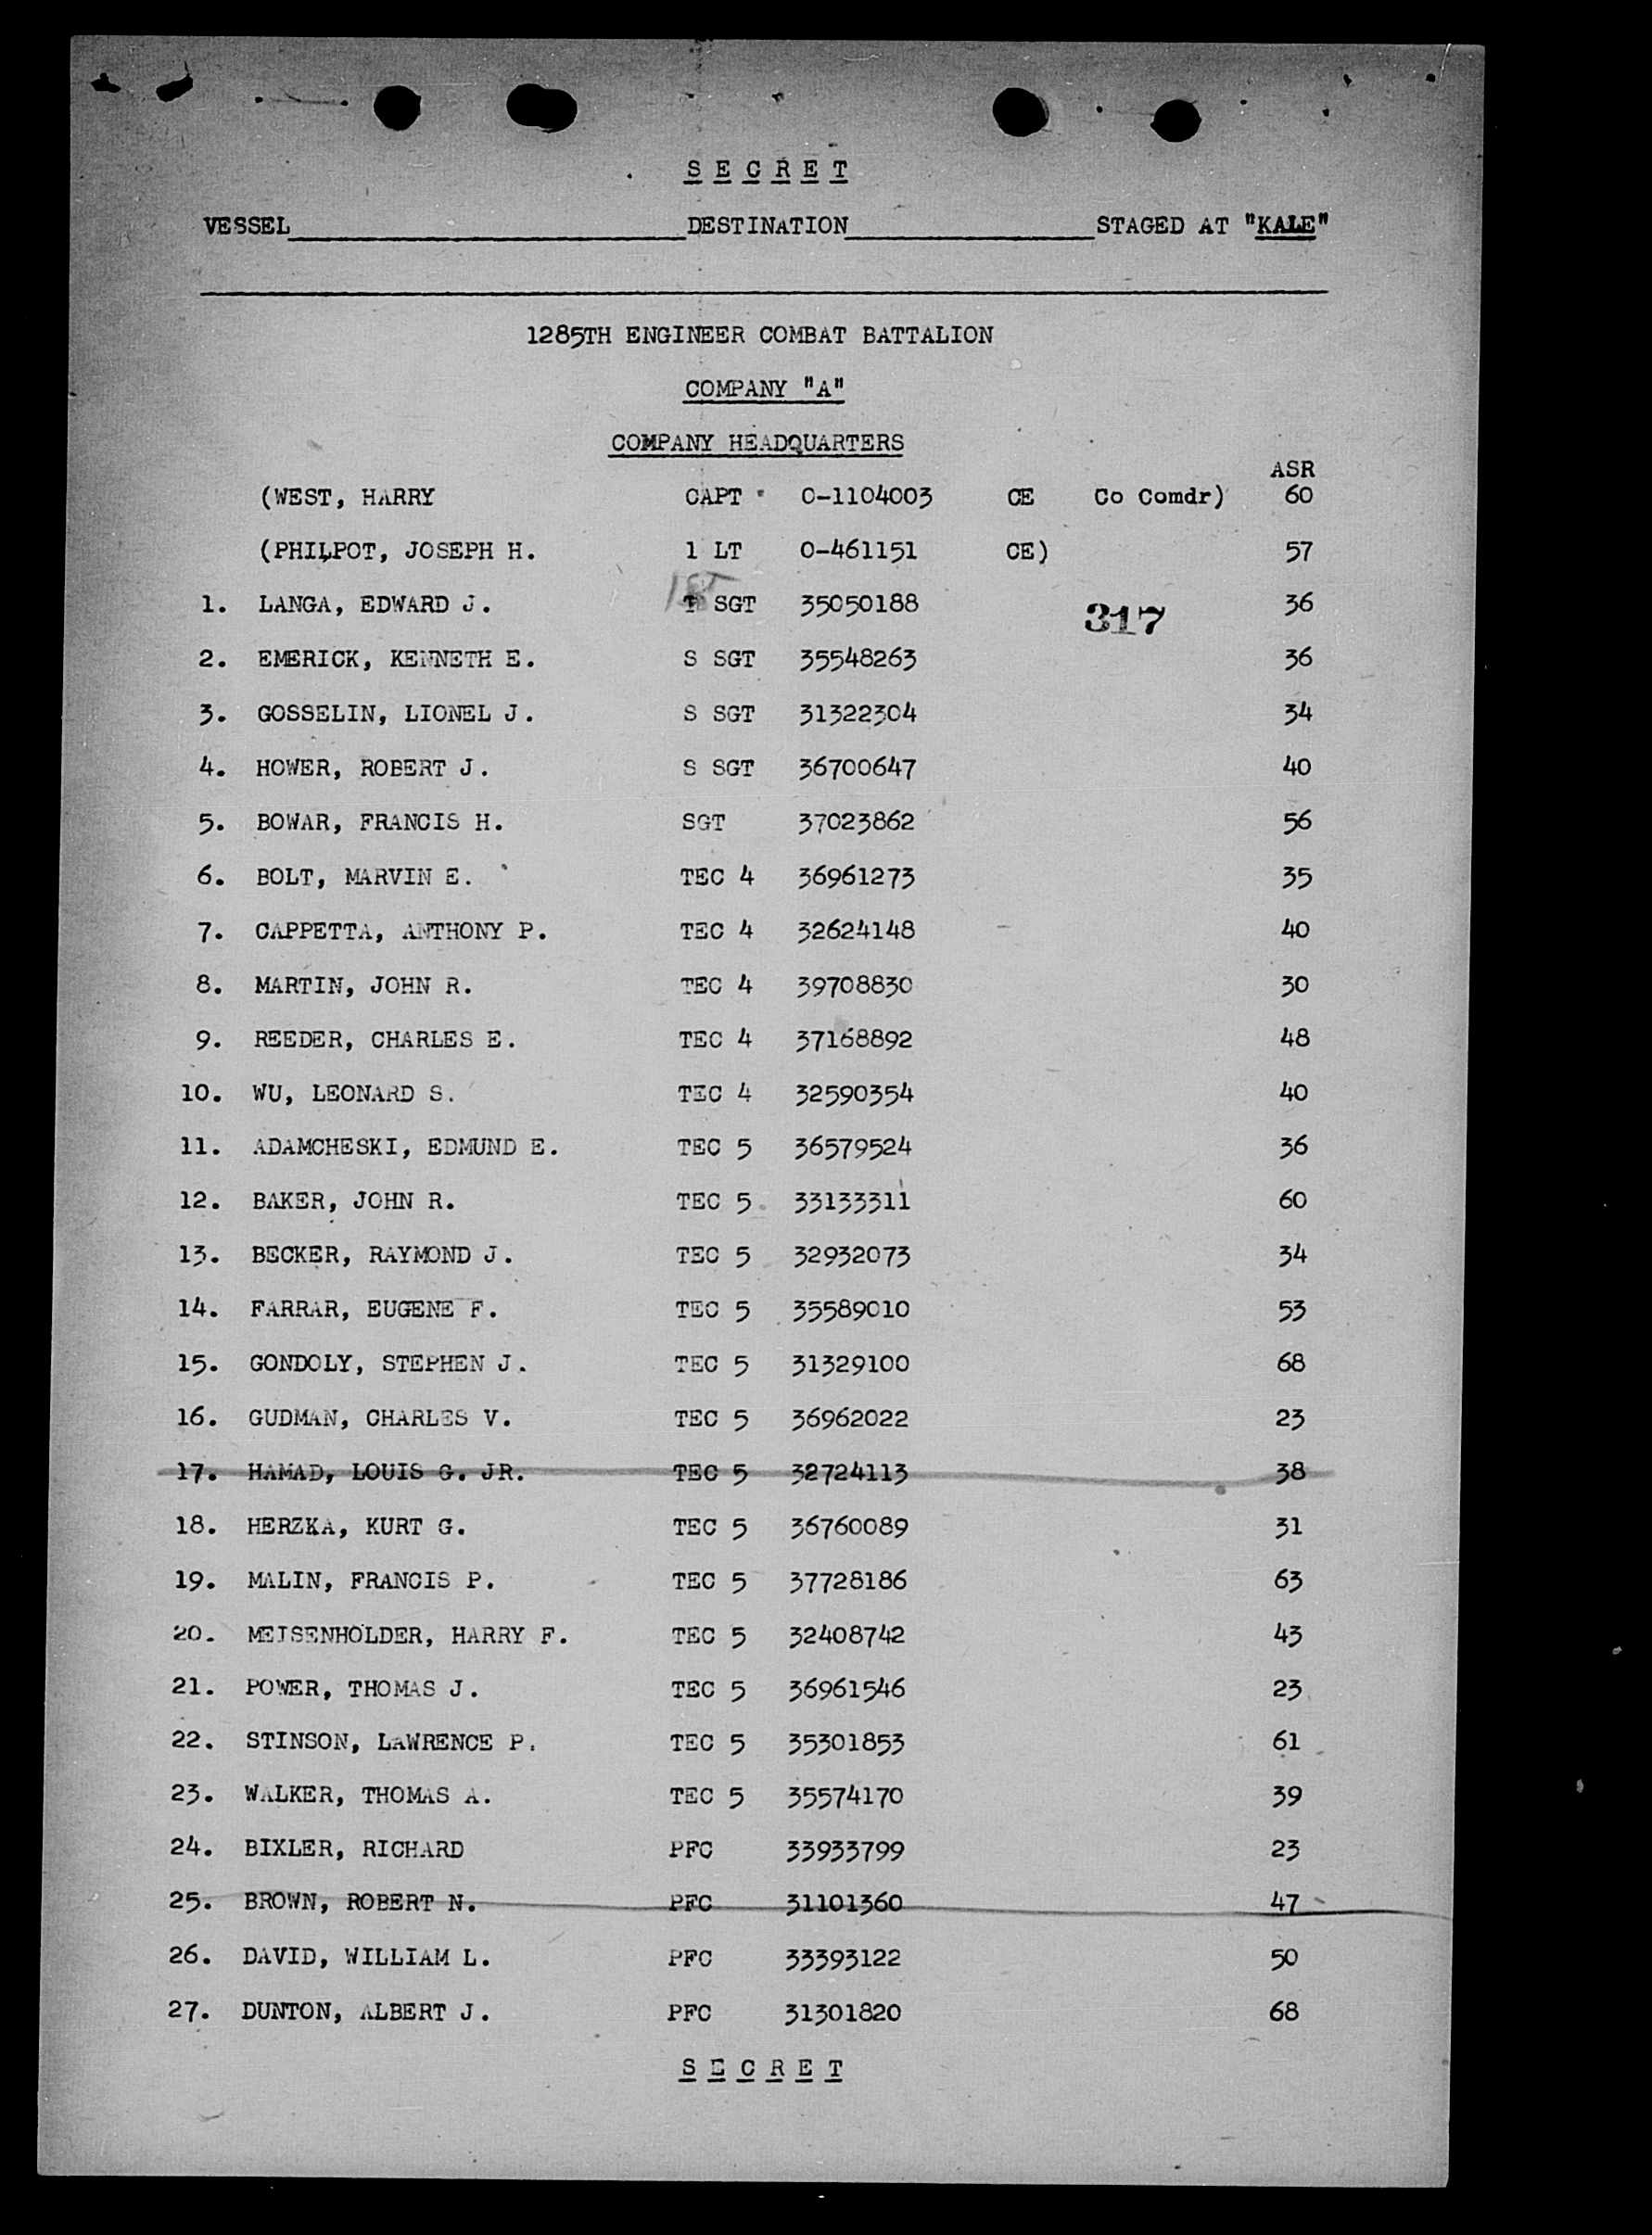 S E C R E T
VESSEL DESTINATION STAGED AT "KALE"
1285TH ENGINEER COMBAT BATTALION
COMPANY "A"
COMPANY HEADQUARTERS
ASR
(WEST, HARRY CAPT O-1104003 CE Co Comdr) 60
(PHILPOT, JOSEPH H. 1 LT O-461151 CE) 57
1. LANGA, EDWARD J. 1st SGT 35050188 36
317
2. EMERICK, KENNETH E. S SGT 35548263 36
3. GOSSELIN, LIONEL J. S SGT 31322304 34
4. HOWER, ROBERT J. S SGT 36700647 40
5. BOWAR, FRANCIS H. SGT 37023862 56
6. BOLT, MARVIN E. TEC 4 36961273 35
7. CAPPETTA, ANTHONY P. TEC 4 32624148 40
8. MARTIN, JOHN R. TEC 4 39708830 30
9. REEDER, CHARLES E. TEC 4 37168892 48
10. WU, LEONARD S. TEC 4 32590354 40
11. ADAMCHESKI, EDMUND E. TEC 5 36579524 36
12. BAKER, JOHN R. TEC 5 33133311 60
13. BECKER, RAYMOND J. TEC 5 32932073 34
14. FARRAR, EUGENE F. TEC 5 35589010 53
15. GONDOLY, STEPHEN J. TEC 5 31329100 68
16. GUDMAN, CHARLES V. TEC 5 36962022 23
17. HAMAD, LOUIS G. JR. TEC 5 32724113 38
18. HERZKA, KURT G. TEC 5 36760089 31
19. MALIN, FRANCIS P. TEC 5 37728186 63
20. MEISENHOLDER, HARRY F. TEC 5 32408742 43
21. POWER, THOMAS J. TEC 5 36961546 23
22. STINSON, LAWRENCE P. TEC 5 35301853 61
23. WALKER, THOMAS A. TEC 5 35574170 39
24. BIXLER, RICHARD PFC 33933799 23
25. BROWN, ROBERT N. PFC 31101360 47
26. DAVID, WILLIAM L. PFC 33393122 50
27. DUNTON, ALBERT J. PFC 31301820 68
S E C R E T